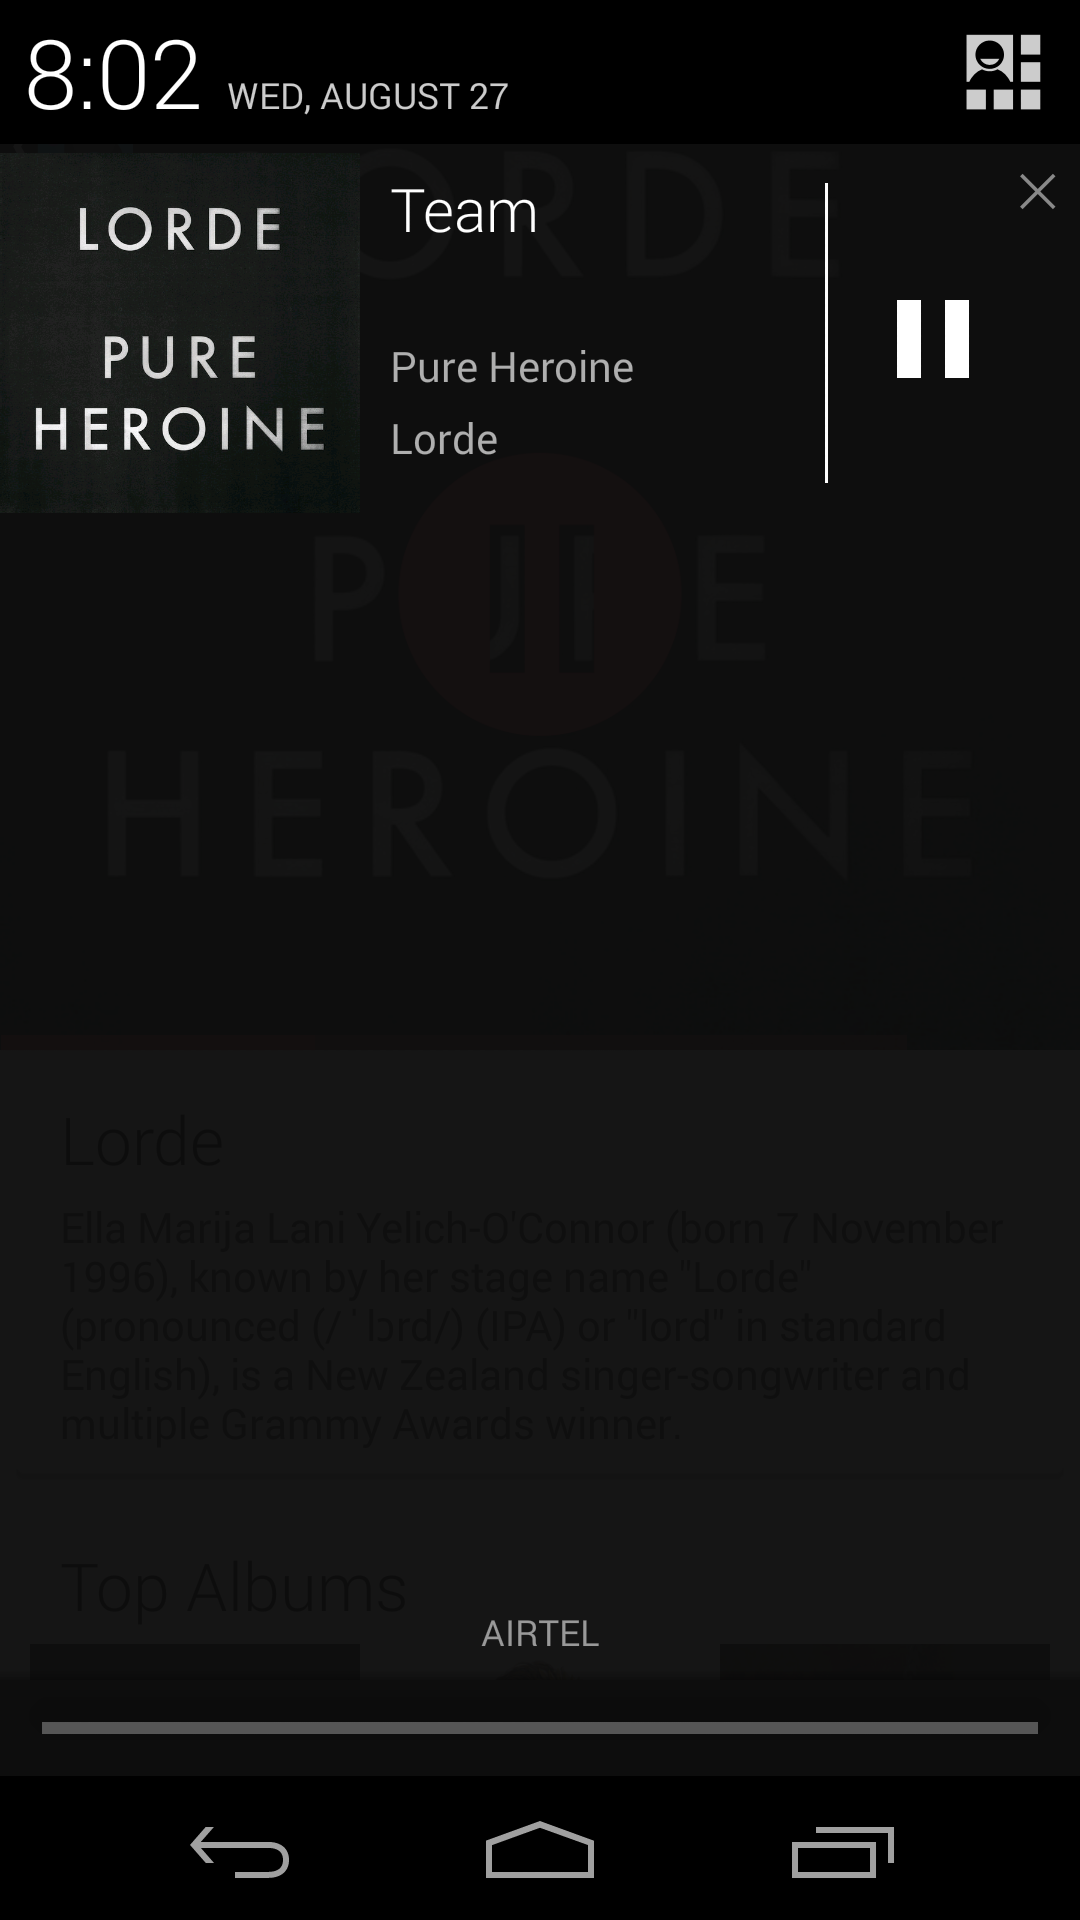 8:02 WED, AUGUST 27
LORDE
PURE
HEROINE
Team
Pure Heroine
Lorde
LORDE
PURE
HEROINE
Lorde
Ella Marija Lani Yelich-O'Connor (born 7 November
1996), known by her stage name "Lorde"
(pronounced (/ ˈ lɔrd/) (IPA) or "lord" in standard
English), is a New Zealand singer-songwriter and
multiple Grammy Awards winner.
Top Albums
AIRTEL